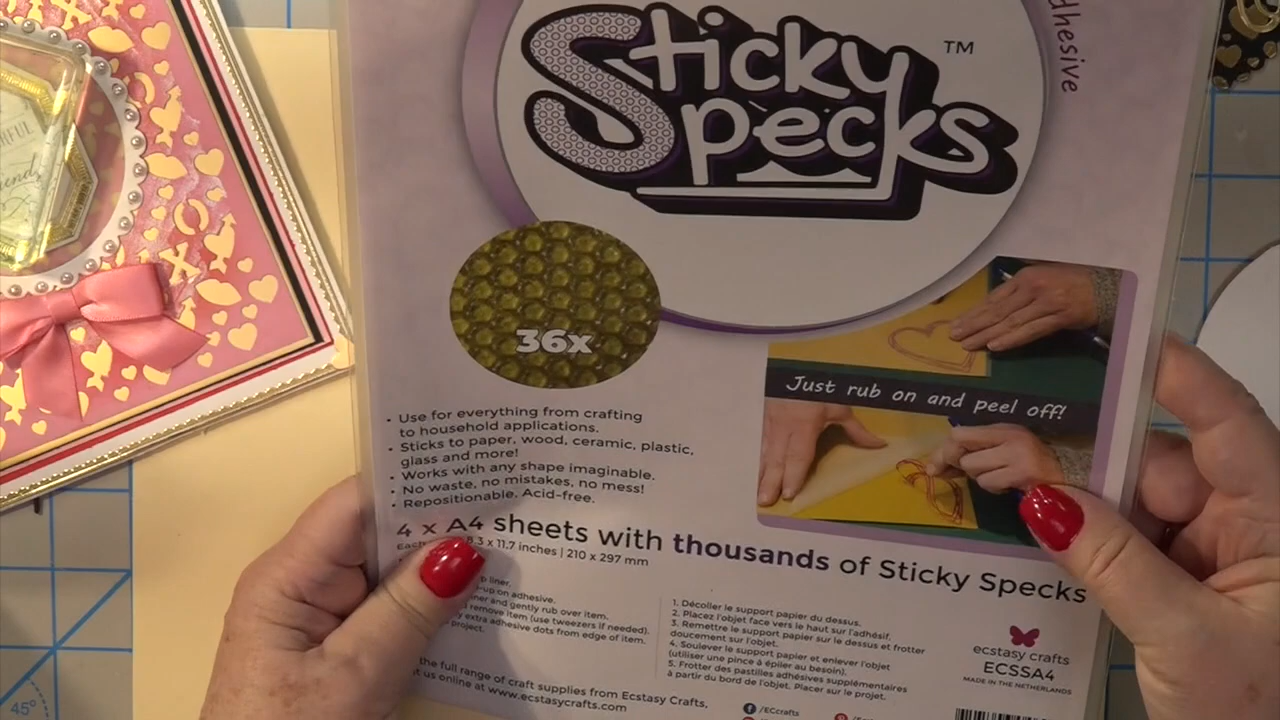 dhesive
Sticky
Specks
TM
36x
Just rub on and peel off!
• Use for everything from crafting
to household applications.
• Sticks to paper, wood, ceramic, plastic,
glass and more!
• Works with any shape imaginable.
• No waste, no mistakes, no mess!
• Repositionable, Acid-free.
4 x A4 sheets with thousands of Sticky Specks
8.3 x 11.7 inches | 210 x 297 mm
liner.
-up on adhesive.
and gently rub over item.
remove item (use tweezers if needed).
extra adhesive dots from edge of item.
project.
1. Décoller le support papier du dessus.
2. Placez l'objet face vers le haut sur l'adhésif.
3. Remettre le support papier sur le dessus et frotter
doucement sur l'objet.
4. Soulever le support papier et enlever l'objet
(utiliser une pince à épiler au besoin).
5. Frotter des pastilles adhésives supplémentaires
à partir du bord de l'objet. Placer sur le projet.
ecstasy crafts
ECSSA4
MADE IN THE NETHERLANDS
the full range of craft supplies from Ecstasy Crafts,
us online at www.ecstasycrafts.com
/ECcrafts
45°